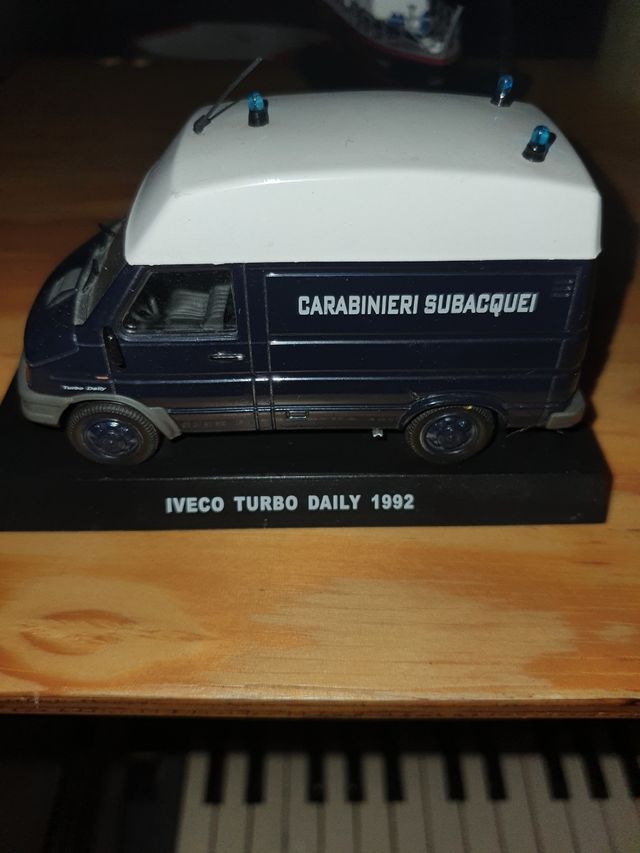 CARABINIERI SUBACQUEI
Turbo Daily
IVECO TURBO DAILY 1992